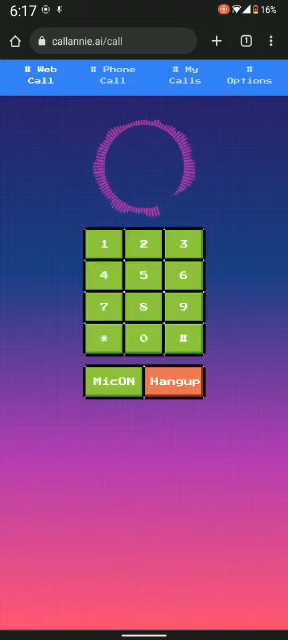 6:17
16%
callannie.ai/call
1
# Web Call
# Phone Call
# My Calls
# Options
1 2 3
4 5 6
7 8 9
* 0 #
MicON Hangup